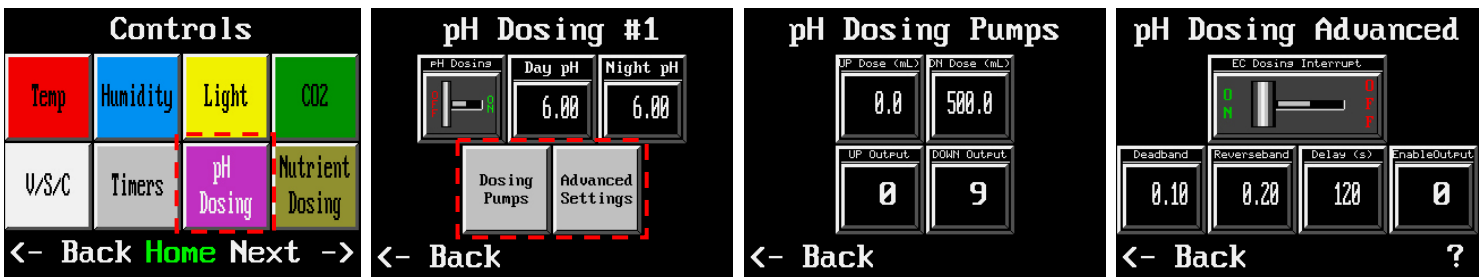 Controls
Temp
Humidity
Light
CO2
V/S/C
Timers
pH
Dosing
Nutrient
Dosing
<- Back Home Next ->
pH Dosing #1
PH Dosing
OFF
ON
Day pH
6.00
Night pH
6.00
Dosing
Pumps
Advanced
Settings
<- Back
pH Dosing Pumps
UP Dose (mL)
0.0
DN Dose (mL)
500.0
UP Output
0
DOWN Output
9
<- Back
pH Dosing Advanced
EC Dosing Interrupt
ON
OFF
Deadband
0.10
Reverseband
0.20
Delay (s)
120
EnableOutput
0
<- Back ?